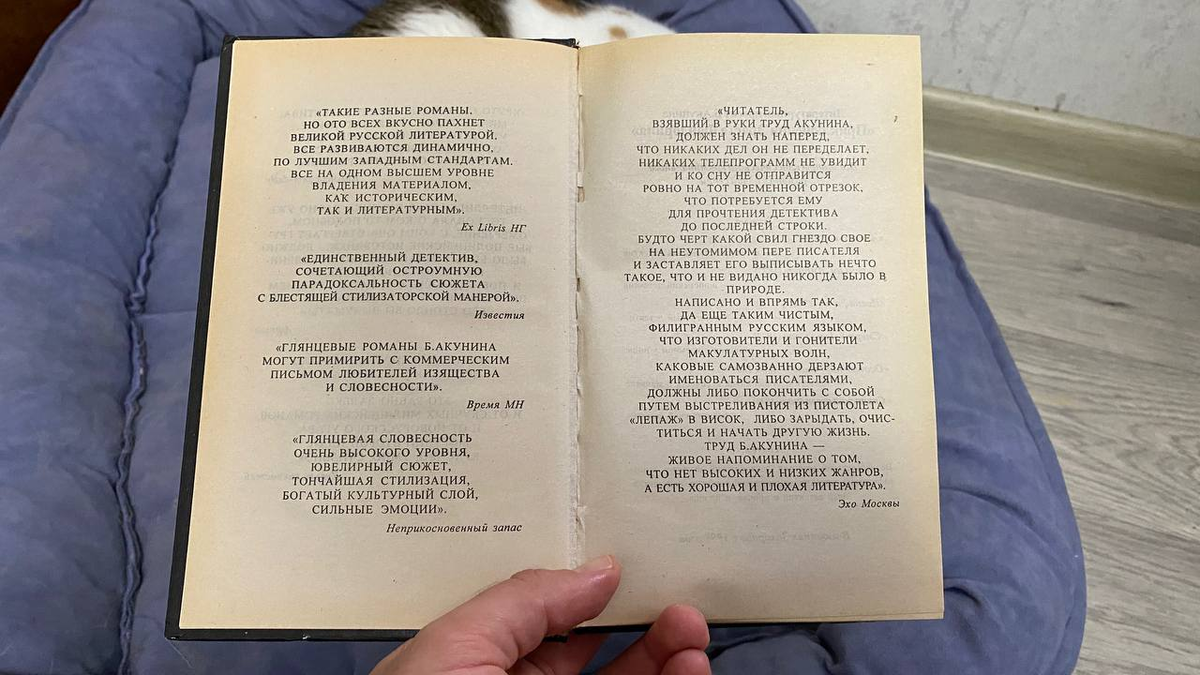 «ТАКИЕ РАЗНЫЕ РОМАНЫ,
НО ОТО ВСЕХ ВКУСНО ПАХНЕТ
ВЕЛИКОЙ РУССКОЙ ЛИТЕРАТУРОЙ,
ВСЕ РАЗВИВАЮТСЯ ДИНАМИЧНО,
ПО ЛУЧШИМ ЗАПАДНЫМ СТАНДАРТАМ.
ВСЕ НА ОДНОМ ВЫСШЕМ УРОВНЕ
ВЛАДЕНИЯ МАТЕРИАЛОМ,
КАК ИСТОРИЧЕСКИМ,
ТАК И ЛИТЕРАТУРНЫМ».
Ex Libris НГ
«ЕДИНСТВЕННЫЙ ДЕТЕКТИВ,
СОЧЕТАЮЩИЙ ОСТРОУМНУЮ
ПАРАДОКСАЛЬНОСТЬ СЮЖЕТА
С БЛЕСТЯЩЕЙ СТИЛИЗАТОРСКОЙ МАНЕРОЙ».
Известия
«ГЛЯНЦЕВЫЕ РОМАНЫ Б.АКУНИНА
МОГУТ ПРИМИРИТЬ С КОММЕРЧЕСКИМ
ПИСЬМОМ ЛЮБИТЕЛЕЙ ИЗЯЩЕСТВА
И СЛОВЕСНОСТИ».
Время МН
«ГЛЯНЦЕВАЯ СЛОВЕСНОСТЬ
ОЧЕНЬ ВЫСОКОГО УРОВНЯ,
ЮВЕЛИРНЫЙ СЮЖЕТ,
ТОНЧАЙШАЯ СТИЛИЗАЦИЯ,
БОГАТЫЙ КУЛЬТУРНЫЙ СЛОЙ,
СИЛЬНЫЕ ЭМОЦИИ».
Неприкосновенный запас
«ЧИТАТЕЛЬ,
ВЗЯВШИЙ В РУКИ ТРУД АКУНИНА,
ДОЛЖЕН ЗНАТЬ НАПЕРЕД,
ЧТО НИКАКИХ ДЕЛ ОН НЕ ПЕРЕДЕЛАЕТ,
НИКАКИХ ТЕЛЕПРОГРАММ НЕ УВИДИТ
И КО СНУ НЕ ОТПРАВИТСЯ
РОВНО НА ТОТ ВРЕМЕННОЙ ОТРЕЗОК,
ЧТО ПОТРЕБУЕТСЯ ЕМУ
ДЛЯ ПРОЧТЕНИЯ ДЕТЕКТИВА
ДО ПОСЛЕДНЕЙ СТРОКИ.
БУДТО ЧЕРТ КАКОЙ СВИЛ ГНЕЗДО СВОЕ
НА НЕУТОМИМОМ ПЕРЕ ПИСАТЕЛЯ
И ЗАСТАВЛЯЕТ ЕГО ВЫПИСЫВАТЬ НЕЧТО
ТАКОЕ, ЧТО И НЕ ВИДАНО НИКОГДА БЫЛО В
ПРИРОДЕ.
НАПИСАНО И ВПРЯМЬ ТАК,
ДА ЕЩЕ ТАКИМ ЧИСТЫМ,
ФИЛИГРАННЫМ РУССКИМ ЯЗЫКОМ,
ЧТО ИЗГОТОВИТЕЛИ И ГОНИТЕЛИ
МАКУЛАТУРНЫХ ВОЛН,
КАКОВЫЕ САМОЗВАННО ДЕРЗАЮТ
ИМЕНОВАТЬСЯ ПИСАТЕЛЯМИ,
ДОЛЖНЫ ЛИБО ПОКОНЧИТЬ С СОБОЙ
ПУТЕМ ВЫСТРЕЛИВАНИЯ ИЗ ПИСТОЛЕТА
«ЛЕПАЖ» В ВИСОК, ЛИБО ЗАРЫДАТЬ, ОЧИС-
ТИТЬСЯ И НАЧАТЬ ДРУГУЮ ЖИЗНЬ.
ТРУД Б.АКУНИНА —
ЖИВОЕ НАПОМИНАНИЕ О ТОМ,
ЧТО НЕТ ВЫСОКИХ И НИЗКИХ ЖАНРОВ,
А ЕСТЬ ХОРОШАЯ И ПЛОХАЯ ЛИТЕРАТУРА».
Эхо Москвы